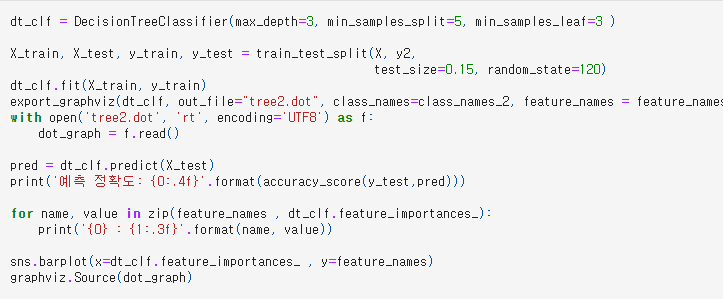 dt_clf = DecisionTreeClassifier(max_depth=3, min_samples_split=5, min_samples_leaf=3 )
X_train, X_test, y_train, y_test = train_test_split(X, y2,
test_size=0.15, random_state=120)
dt_clf.fit(X_train, y_train)
export_graphviz(dt_clf, out_file="tree2.dot", class_names=class_names_2, feature_names = feature_names
with open('tree2.dot', 'rt', encoding='UTF8') as f:
dot_graph = f.read()
pred = dt_clf.predict(X_test)
print('예측 정확도: {0:.4f}'.format(accuracy_score(y_test,pred)))
for name, value in zip(feature_names , dt_clf.feature_importances_):
print('{0} : {1:.3f}'.format(name, value))
sns.barplot(x=dt_clf.feature_importances_ , y=feature_names)
graphviz.Source(dot_graph)